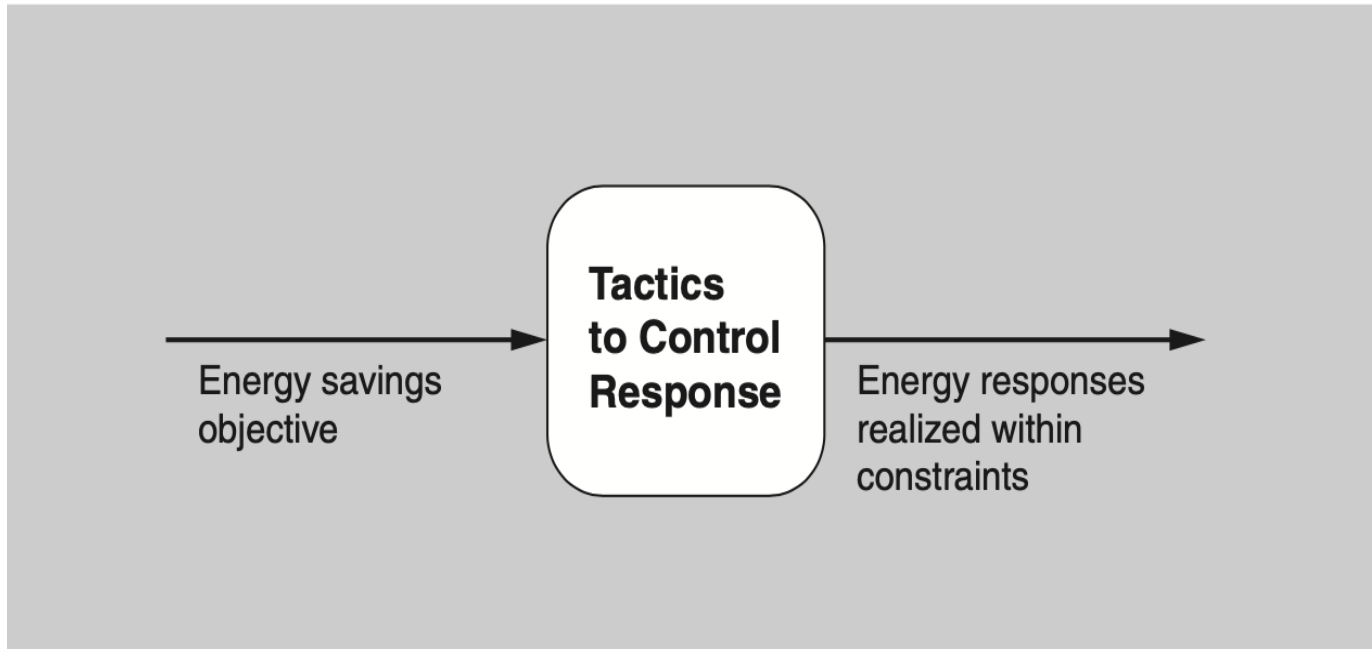 Energy savings
objective
Tactics
to Control
Response
Energy responses
realized within
constraints